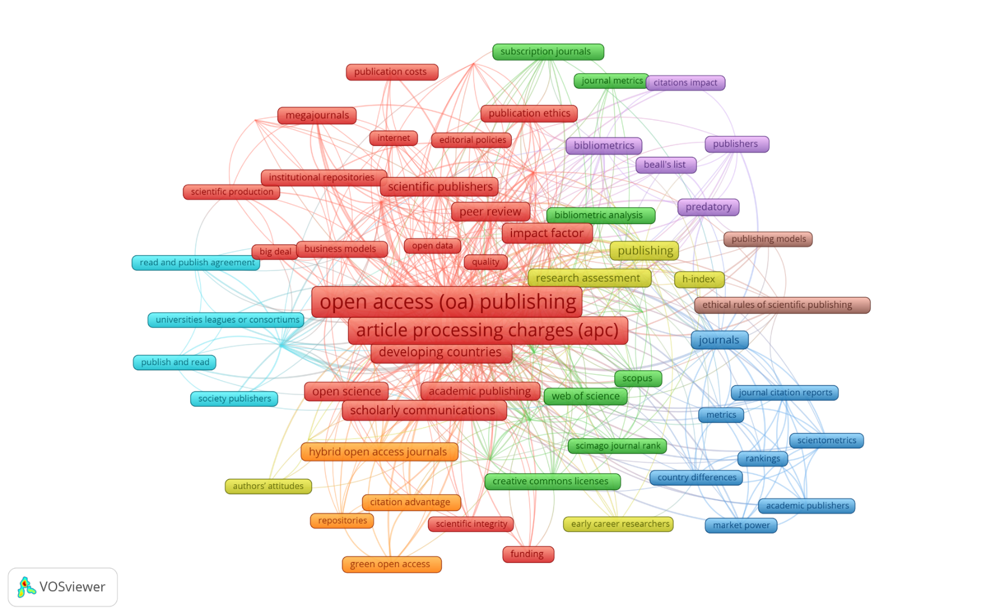 subscription journals
publication costs
journal metrics
citations impact
megajournals
publication ethics
internet
editorial policies
bibliometrics
publishers
beall's list
institutional repositories
scientific publishers
scientific production
peer review
predatory
bibliometric analysis
impact factor
publishing models
big deal
business models
open data
publishing
read and publish agreement
quality
research assessment
h-index
open access (oa) publishing
ethical rules of scientific publishing
universities leagues or consortiums
article processing charges (apc)
journals
developing countries
publish and read
scopus
open science
academic publishing
web of science
journal citation reports
society publishers
scholarly communications
metrics
scientometrics
scimago journal rank
hybrid open access journals
rankings
country differences
creative commons licenses
authors’ attitudes
citation advantage
academic publishers
repositories
scientific integrity
early career researchers
market power
funding
green open access
VOSviewer